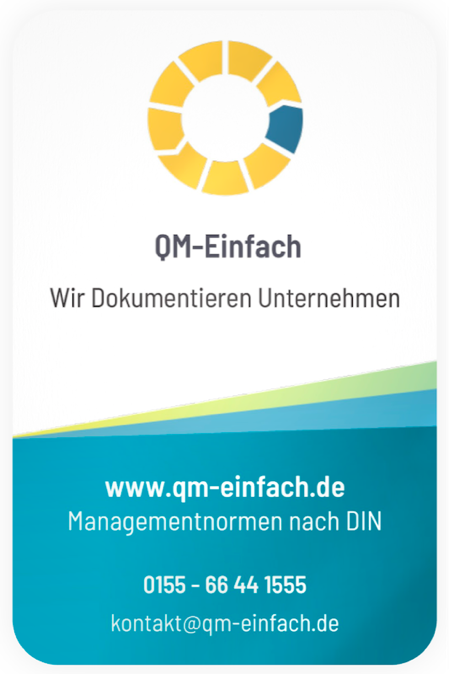 QM-Einfach
Wir Dokumentieren Unternehmen
www.qm-einfach.de
Managementnormen nach DIN
0155 - 66 44 1555
kontakt@qm-einfach.de